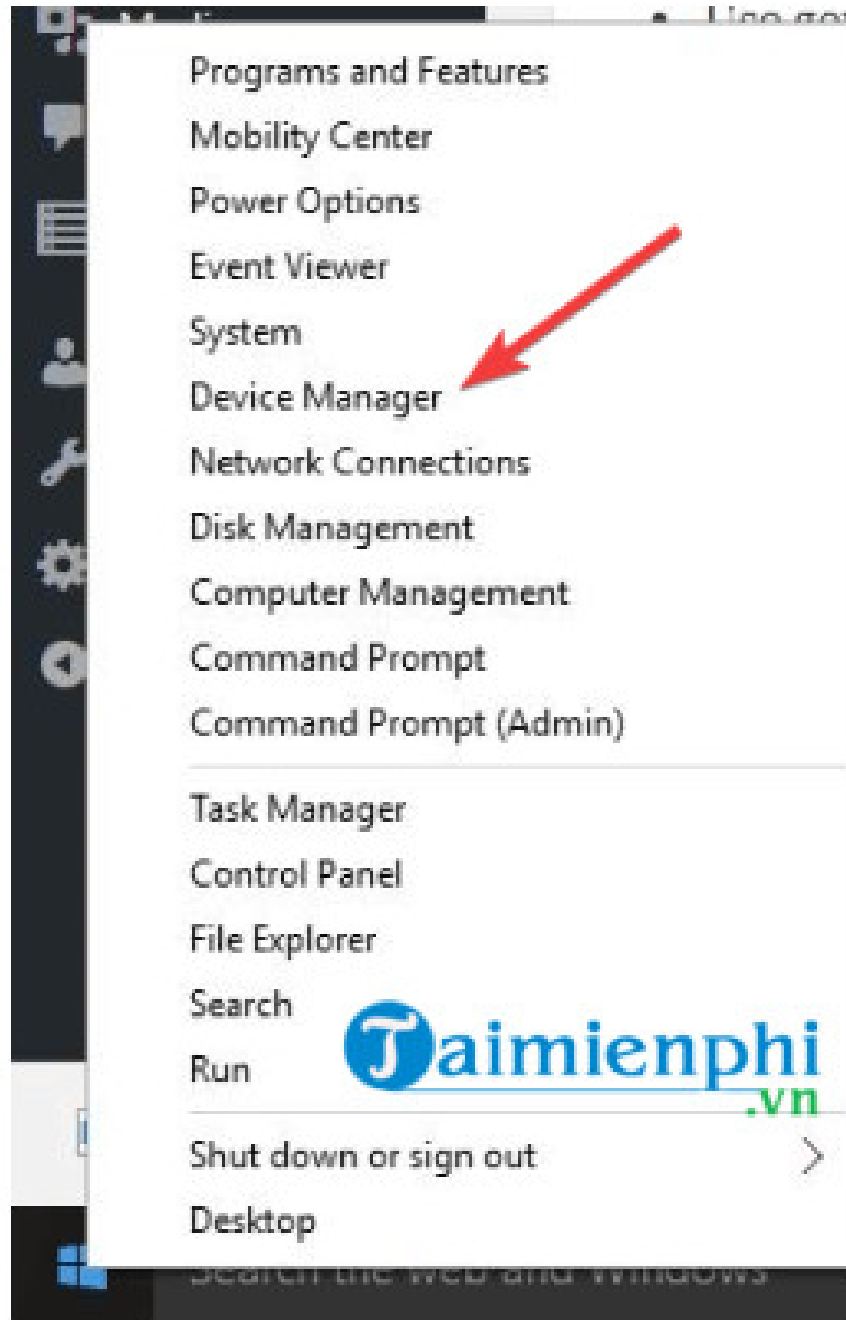 Programs and Features
Mobility Center
Power Options
Event Viewer
System
Device Manager
Network Connections
Disk Management
Computer Management
Command Prompt
Command Prompt (Admin)
Task Manager
Control Panel
File Explorer
Search
Run
Taimienphi
.vn
Shut down or sign out
Desktop
Search the web and Windows